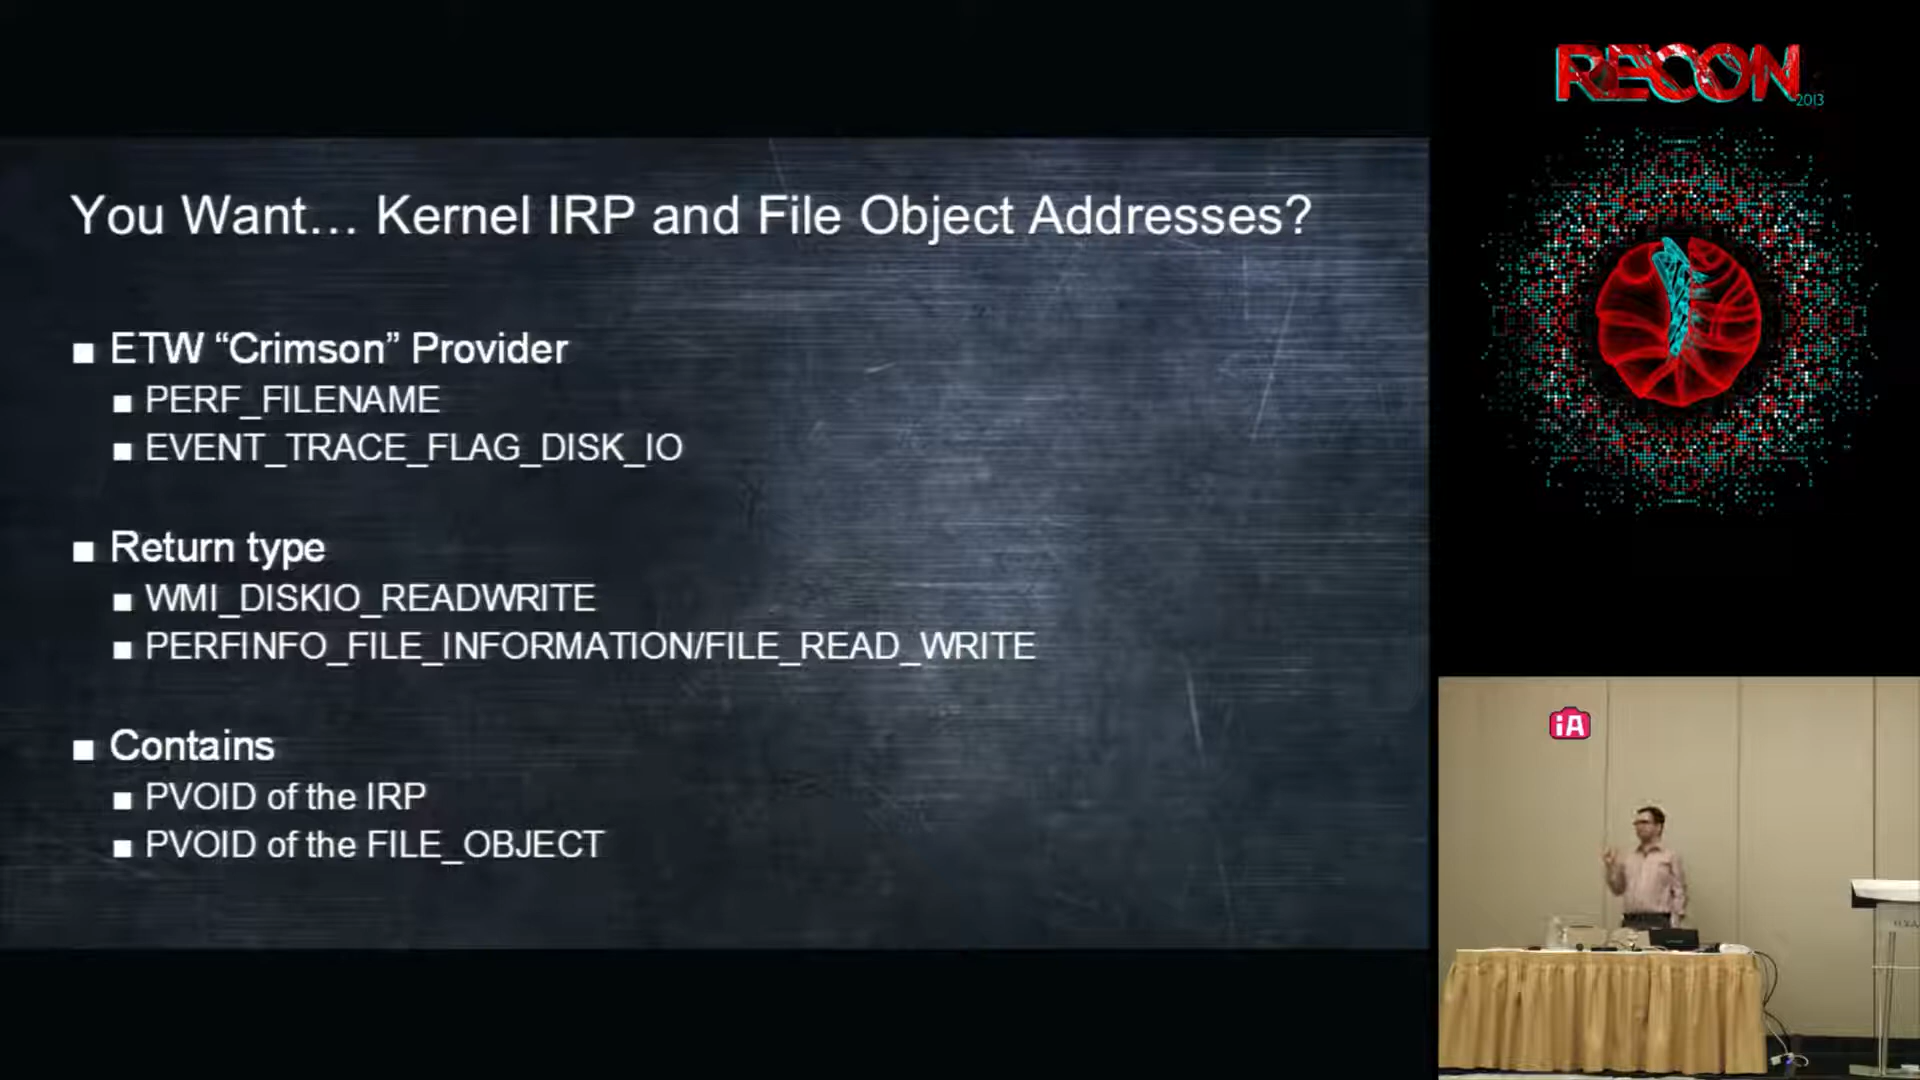 RECON
2013
You Want… Kernel IRP and File Object Addresses?
■ ETW “Crimson” Provider
■ PERF_FILENAME
■ EVENT_TRACE_FLAG_DISK_IO
■ Return type
■ WMI_DISKIO_READWRITE
■ PERFINFO_FILE_INFORMATION/FILE_READ_WRITE
■ Contains
■ PVOID of the IRP
■ PVOID of the FILE_OBJECT
iA